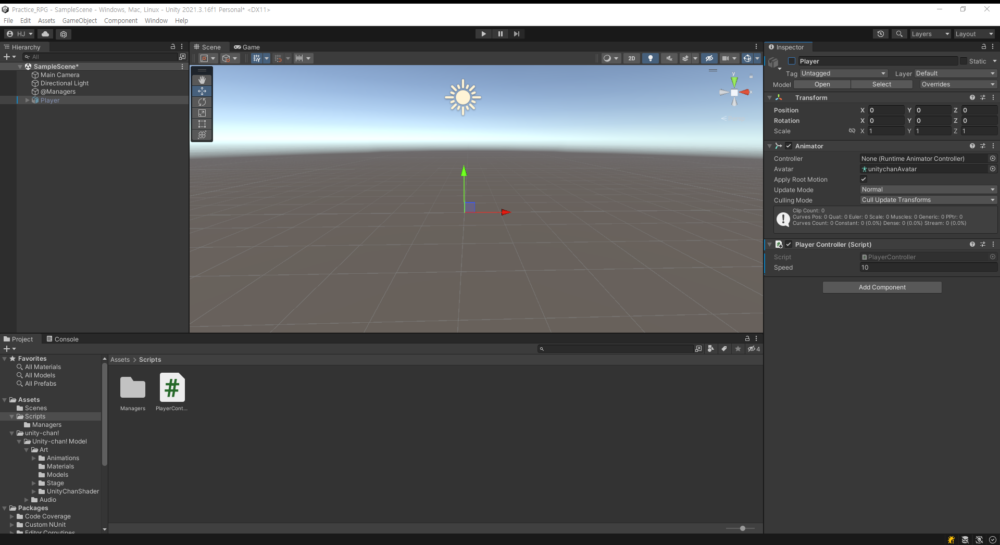 Practice_RPG - SampleScene - Windows, Mac, Linux - Unity 2021.3.16f1 Personal* <DX11>
File Edit Assets GameObject Component Window Help
HJ
Layers Layout
Hierarchy
All
SampleScene*
Main Camera
Directional Light
@Managers
Player
Scene Game
2D
y
x
Inspector
Player Static
Tag Untagged Layer Default
Model Open Select Overrides
Transform
Position X 0 Y 0 Z 0
Rotation X 0 Y 0 Z 0
Scale X 1 Y 1 Z 1
Animator
Controller None (Runtime Animator Controller)
Avatar unitychanAvatar
Apply Root Motion
Update Mode Normal
Culling Mode Cull Update Transforms
Clip Count: 0
Curves Pos: 0 Quat: 0 Euler: 0 Scale: 0 Muscles: 0 Generic: 0 PPtr: 0
Curves Count: 0 Constant: 0 (0.0%) Dense: 0 (0.0%) Stream: 0 (0.0%)
# Player Controller (Script)
Script PlayerController
Speed 10
Add Component
Project Console
4
Favorites
All Materials
All Models
All Prefabs
Assets
Scenes
Scripts
Managers
unity-chan!
Unity-chan! Model
Art
Animations
Materials
Models
Stage
UnityChanShader
Audio
Packages
Code Coverage
Custom NUnit
Editor Coroutines
Assets > Scripts
#
Managers PlayerCont...